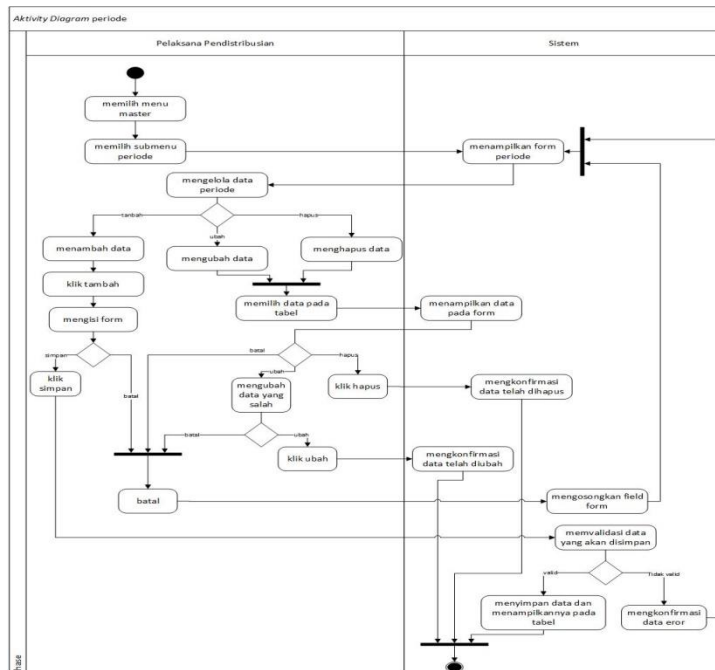 Aktivity Diagram periode
Pelaksana Pendistribusian
Sistem
memilih menu
master
memilih submenu
periode
menampilkan form
periode
mengelola data
periode
tambah
ubah
hapus
menambah data
mengubah data
menghapus data
klik tambah
memilih data pada
tabel
menampilkan data
pada form
mengisi form
simpan
batal
batal
hapus
ubah
klik
simpan
mengubah
data yang
salah
klik hapus
mengkonfirmasi
data telah dihapus
batal
ubah
klik ubah
mengkonfirmasi
data telah diubah
batal
mengosongkan field
form
memvalidasi data
yang akan disimpan
valid
Tidak valid
menyimpan data dan
menampilkannya pada
tabel
mengkonfirmasi
data eror
hase